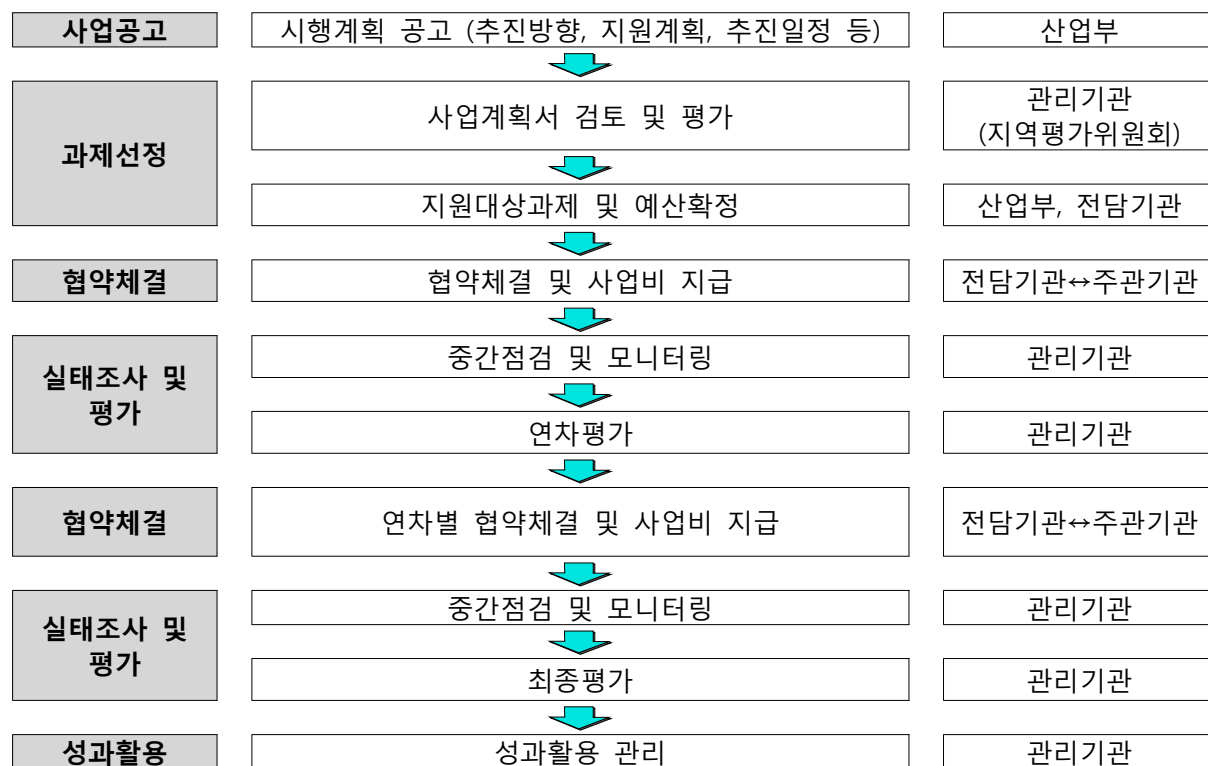 사업공고
시행계획 공고 (추진방향, 지원계획, 추진일정 등)
산업부
과제선정
사업계획서 검토 및 평가
관리기관
(지역평가위원회)
지원대상과제 및 예산확정
산업부, 전담기관
협약체결
협약체결 및 사업비 지급
전담기관↔주관기관
실태조사 및
평가
중간점검 및 모니터링
관리기관
연차평가
관리기관
협약체결
연차별 협약체결 및 사업비 지급
전담기관↔주관기관
실태조사 및
평가
중간점검 및 모니터링
관리기관
최종평가
관리기관
성과활용
성과활용 관리
관리기관